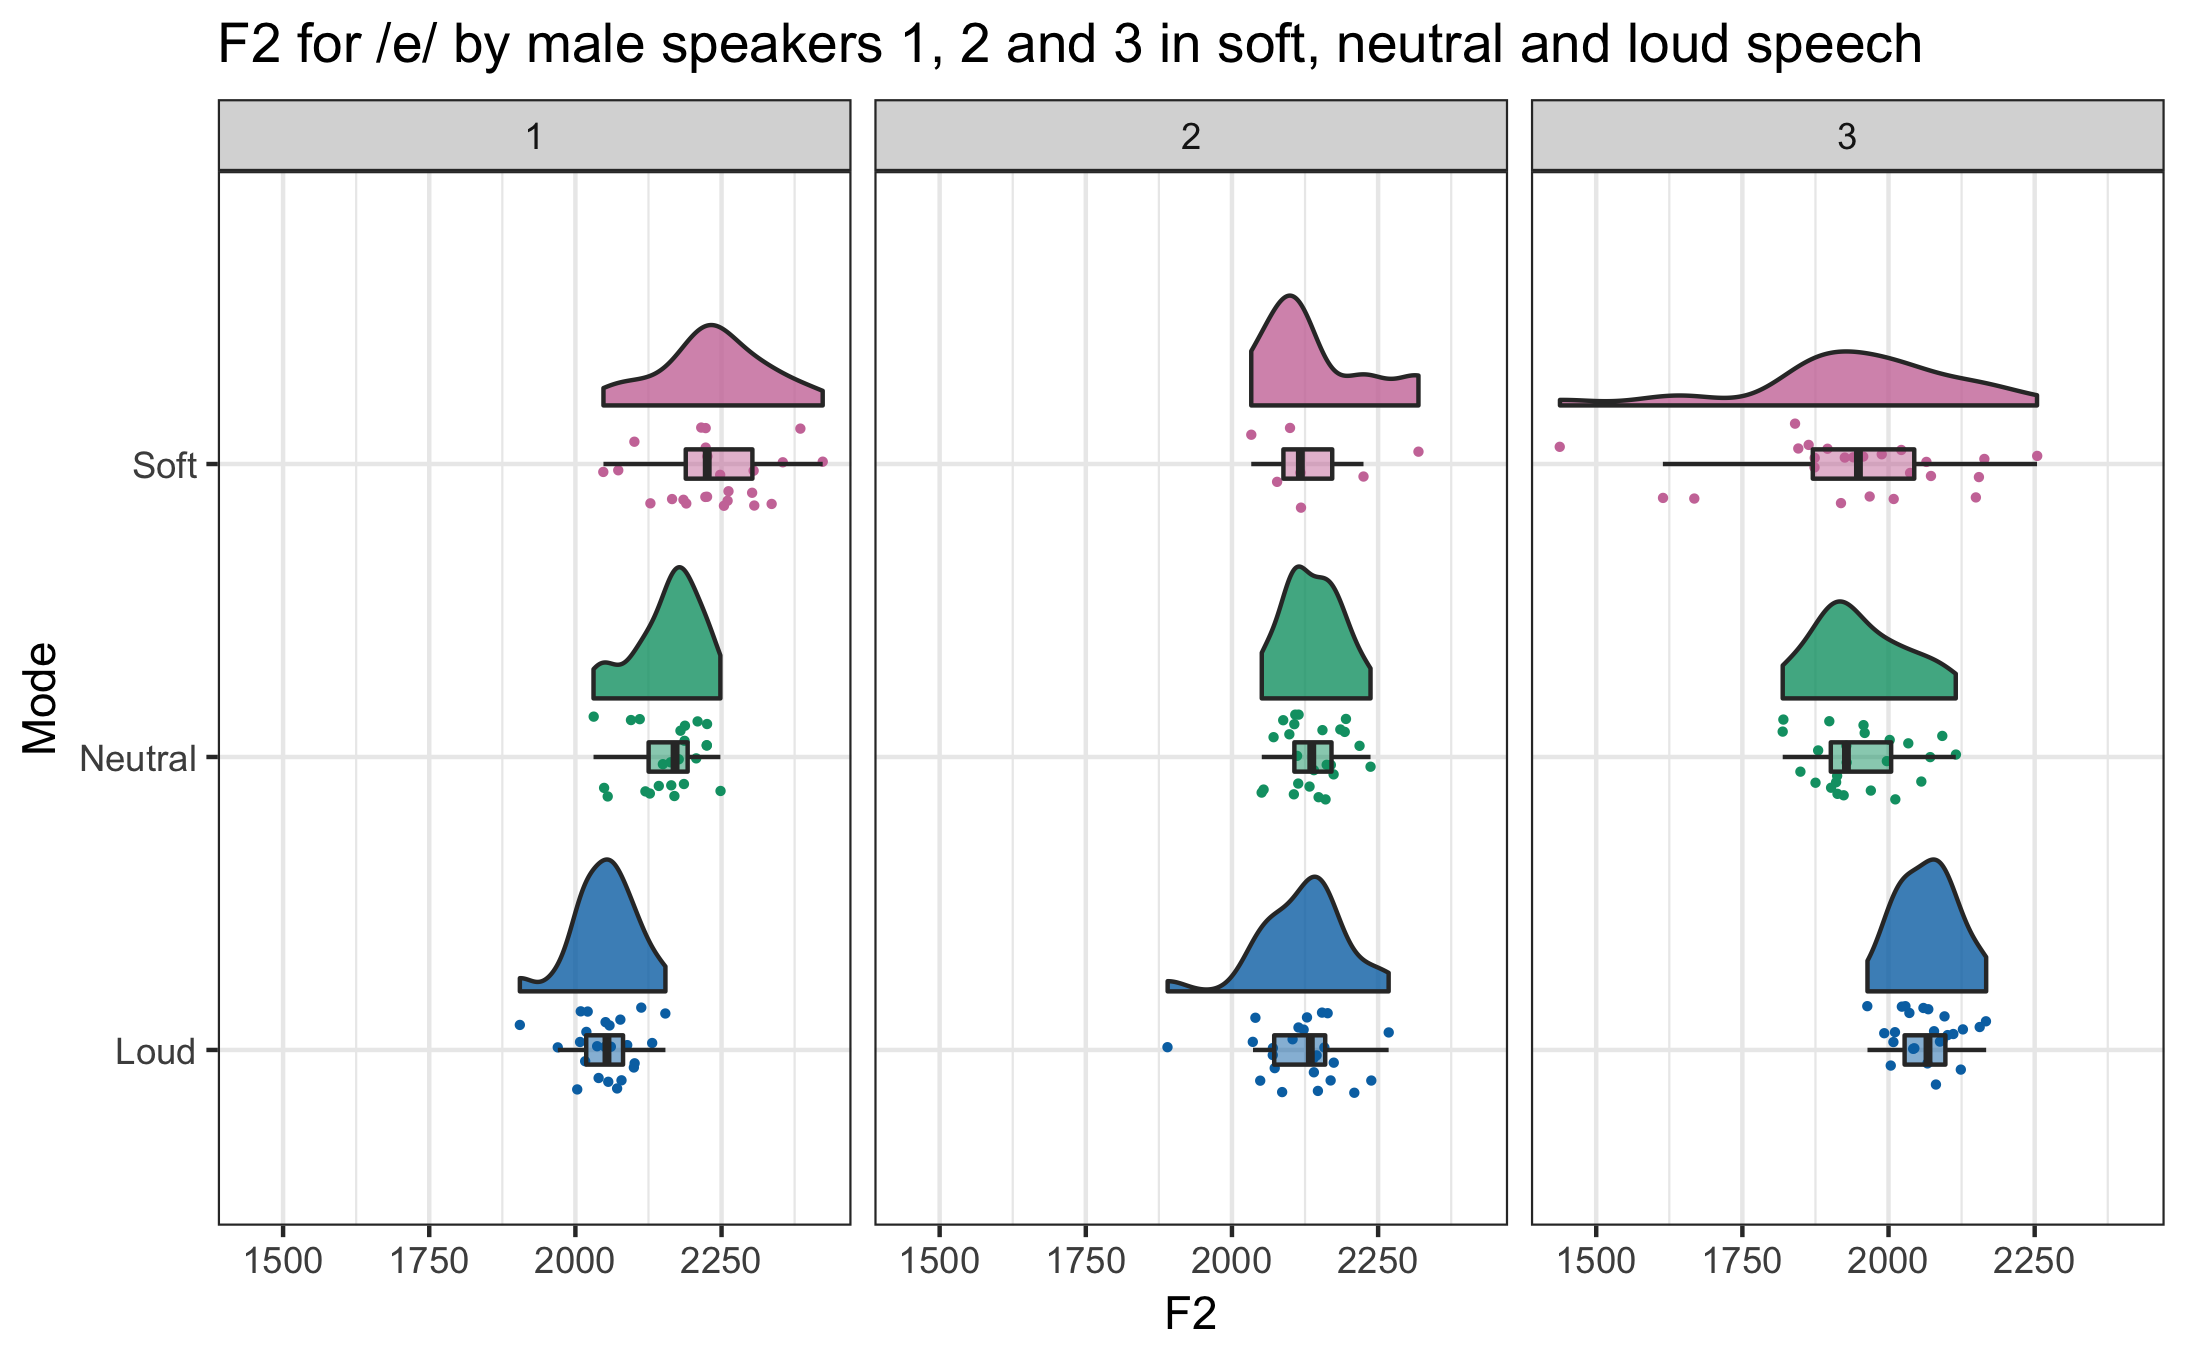 F2 for /e/ by male speakers 1, 2 and 3 in soft, neutral and loud speech
1 2 3
Soft
Neutral
Loud
Mode
1500 1750 2000 2250 1500 1750 2000 2250 1500 1750 2000 2250
F2